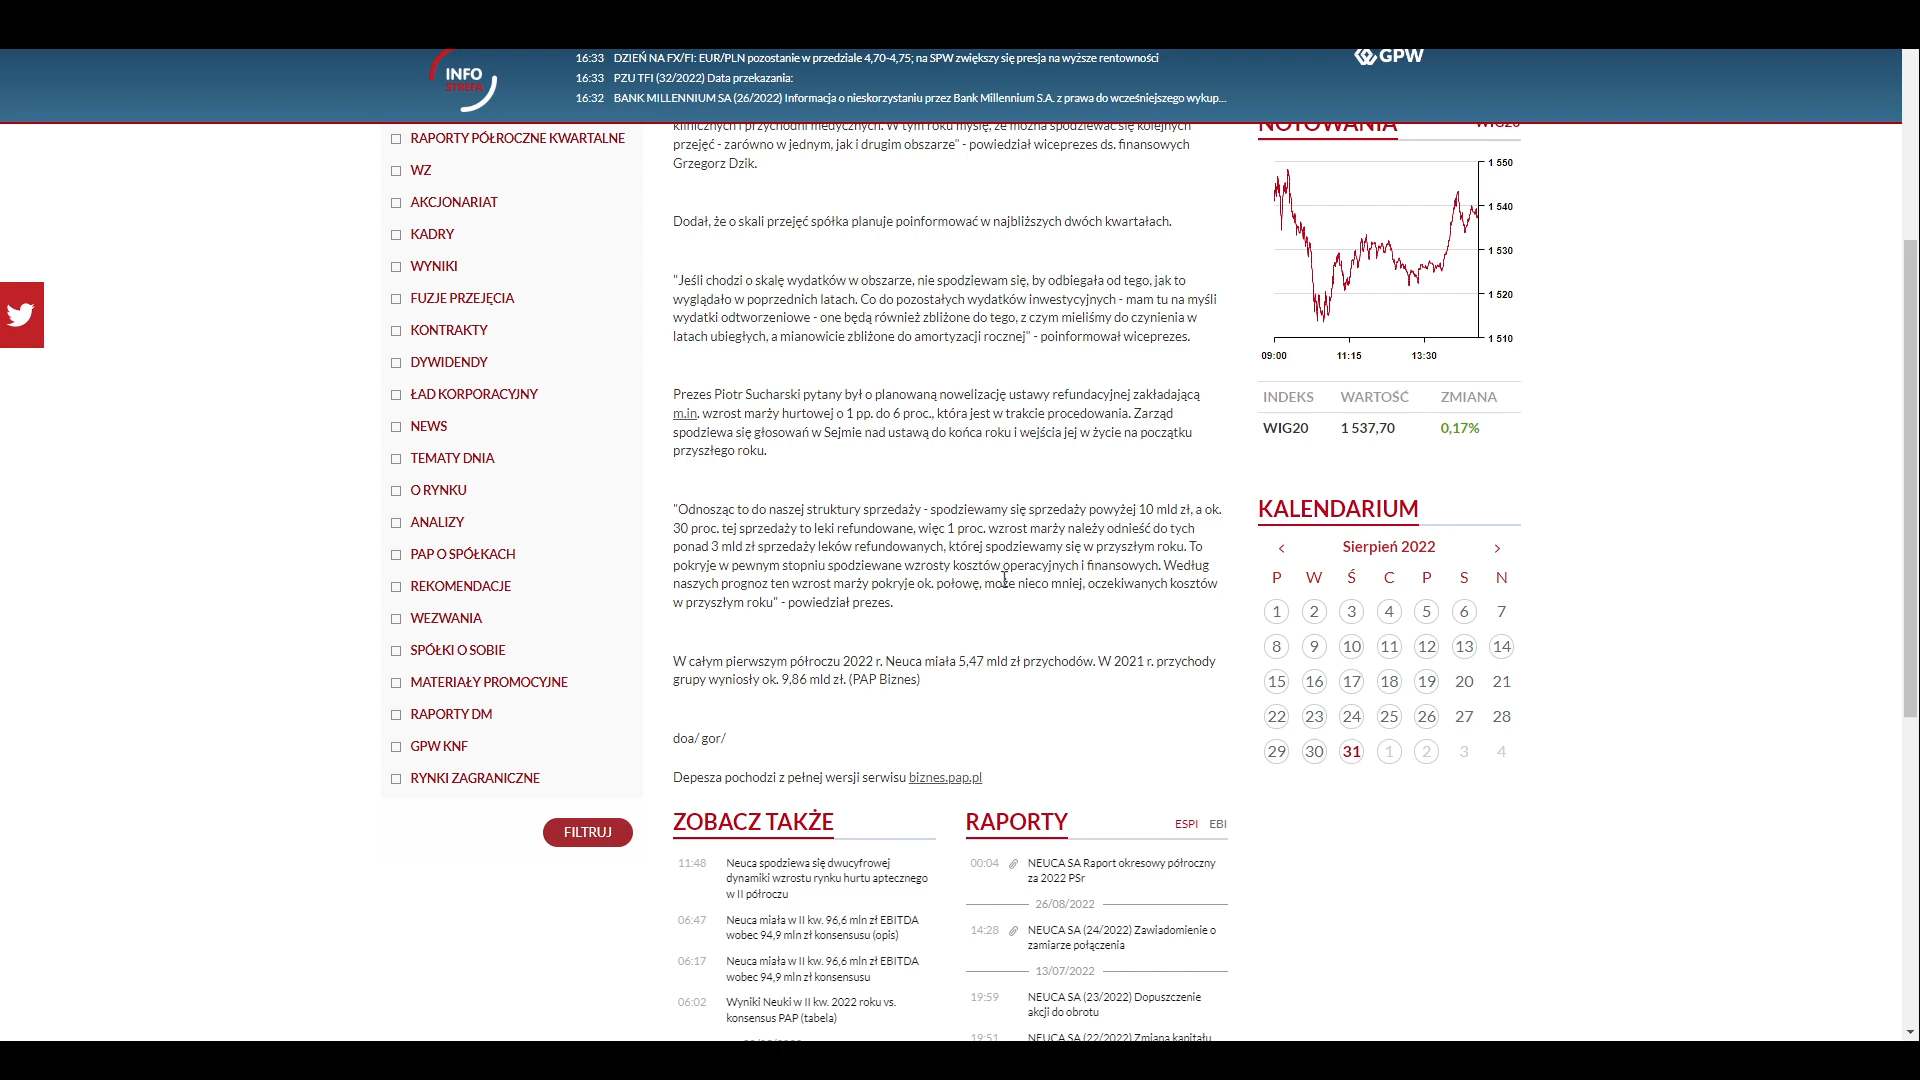 INFO
STREFA
16:33 DZIEŃ NA FX/FI: EUR/PLN pozostanie w przedziale 4,70-4,75; na SPW zwiększy się presja na wyższe rentowności
16:33 PZU TFI (32/2022) Data przekazania:
16:32 BANK MILLENNIUM SA (26/2022) Informacja o nieskorzystaniu przez Bank Millennium S.A. z prawa do wcześniejszego wykup...
GPW
RAPORTY PÓŁROCZNE KWARTALNE
WZ
AKCJONARIAT
KADRY
WYNIKI
FUZJE PRZEJĘCIA
KONTRAKTY
DYWIDENDY
ŁAD KORPORACYJNY
NEWS
TEMATY DNIA
O RYNKU
ANALIZY
PAP O SPÓŁKACH
REKOMENDACJE
WEZWANIA
SPÓŁKI O SOBIE
MATERIAŁY PROMOCYJNE
RAPORTY DM
GPW KNF
RYNKI ZAGRANICZNE
FILTRUJ
klinicznych i przychodni medycznych. W tym roku myślę, że można spodziewać się kolejnych
przejęć - zarówno w jednym, jak i drugim obszarze" - powiedział wiceprezes ds. finansowych
Grzegorz Dzik.
Dodał, że o skali przejęć spółka planuje poinformować w najbliższych dwóch kwartałach.
"Jeśli chodzi o skalę wydatków w obszarze, nie spodziewam się, by odbiegała od tego, jak to
wyglądało w poprzednich latach. Co do pozostałych wydatków inwestycyjnych - mam tu na myśli
wydatki odtworzeniowe - one będą również zbliżone do tego, z czym mieliśmy do czynienia w
latach ubiegłych, a mianowicie zbliżone do amortyzacji rocznej" - poinformował wiceprezes.
Prezes Piotr Sucharski pytany był o planowaną nowelizację ustawy refundacyjnej zakładającą
m.in. wzrost marży hurtowej o 1 pp. do 6 proc., która jest w trakcie procedowania. Zarząd
spodziewa się głosowań w Sejmie nad ustawą do końca roku i wejścia jej w życie na początku
przyszłego roku.
"Odnosząc to do naszej struktury sprzedaży - spodziewamy się sprzedaży powyżej 10 mld zł, a ok.
30 proc. tej sprzedaży to leki refundowane, więc 1 proc. wzrost marży należy odnieść do tych
ponad 3 mld zł sprzedaży leków refundowanych, której spodziewamy się w przyszłym roku. To
pokryje w pewnym stopniu spodziewane wzrosty kosztów operacyjnych i finansowych. Według
naszych prognoz ten wzrost marży pokryje ok. połowę, może nieco mniej, oczekiwanych kosztów
w przyszłym roku" - powiedział prezes.
W całym pierwszym półroczu 2022 r. Neuca miała 5,47 mld zł przychodów. W 2021 r. przychody
grupy wyniosły ok. 9,86 mld zł. (PAP Biznes)
doa/ gor/
Depesza pochodzi z pełnej wersji serwisu biznes.pap.pl
ZOBACZ TAKŻE
11:48 Neuca spodziewa się dwucyfrowej
dynamiki wzrostu rynku hurtu aptecznego
w II półroczu
06:47 Neuca miała w II kw. 96,6 mln zł EBITDA
wobec 94,9 mln zł konsensusu (opis)
06:17 Neuca miała w II kw. 96,6 mln zł EBITDA
wobec 94,9 mln zł konsensusu
06:02 Wyniki Neuki w II kw. 2022 roku vs.
konsensus PAP (tabela)
RAPORTY ESPI EBI
00:04 NEUCA SA Raport okresowy półroczny
za 2022 PSr
26/08/2022
14:28 NEUCA SA (24/2022) Zawiadomienie o
zamiarze połączenia
13/07/2022
19:59 NEUCA SA (23/2022) Dopuszczenie
akcji do obrotu
19:51 NEUCA SA (22/2022) Zmiana kapitału
NOTOWANIA WIG20
1 550
1 540
1 530
1 520
1 510
09:00 11:15 13:30
INDEKS WARTOŚĆ ZMIANA
WIG20 1 537,70 0,17%
KALENDARIUM
< Sierpień 2022 >
P W Ś C P S N
1 2 3 4 5 6 7
8 9 10 11 12 13 14
15 16 17 18 19 20 21
22 23 24 25 26 27 28
29 30 31 1 2 3 4